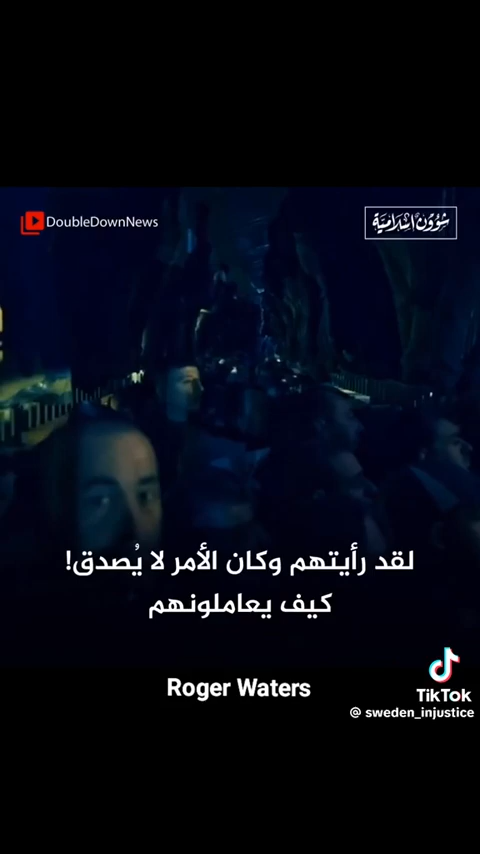 DoubleDownNews
شؤون إسلامية
لقد رأيتهم وكان الأمر لا يُصدق!
كيف يعاملونهم
Roger Waters
TikTok
@ sweden_injustice